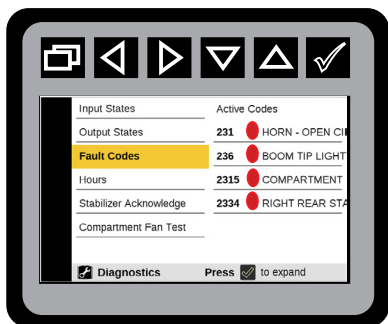 Input States
Output States
Fault Codes
Hours
Stabilizer Acknowledge
Compartment Fan Test
Active Codes
231 HORN - OPEN CI
236 BOOM TIP LIGHT
2315 COMPARTMENT
2334 RIGHT REAR STA
Diagnostics
Press to expand